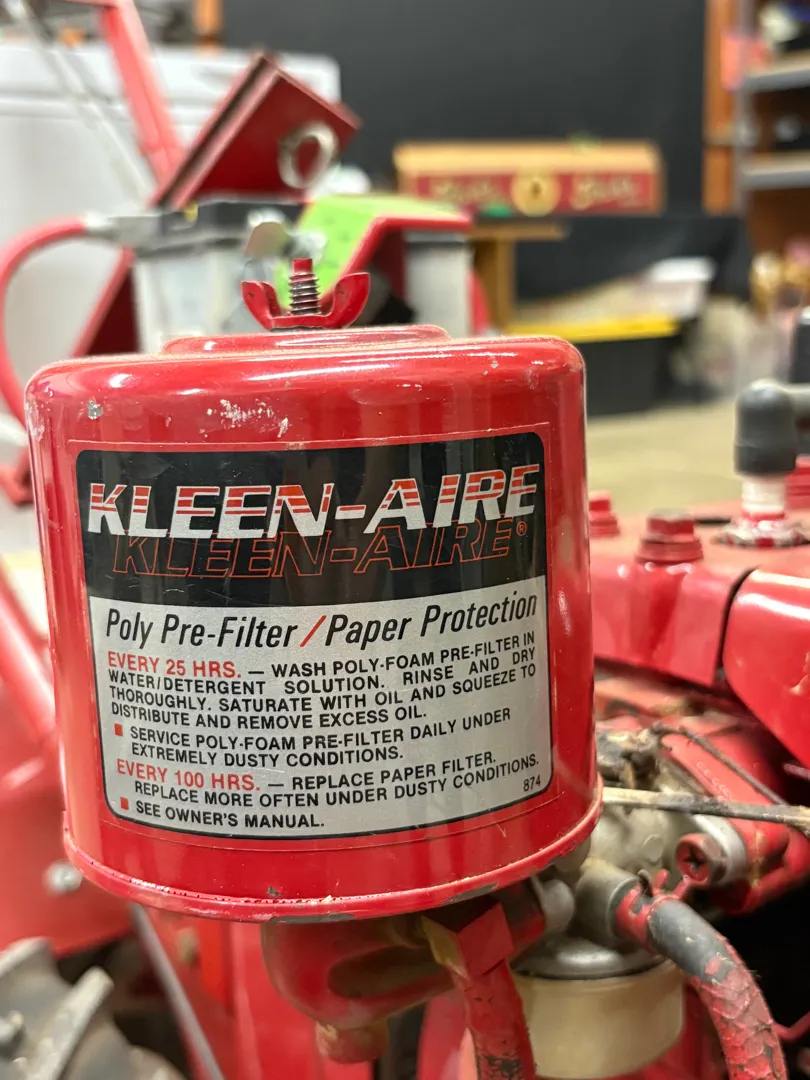 KLEEN-AIRE
KLEEN-AIRE®
Poly Pre-Filter/Paper Protection
EVERY 25 HRS. — WASH POLY-FOAM PRE-FILTER IN
WATER/DETERGENT SOLUTION. RINSE AND DRY
THOROUGHLY. SATURATE WITH OIL AND SQUEEZE TO
DISTRIBUTE AND REMOVE EXCESS OIL.
■ SERVICE POLY-FOAM PRE-FILTER DAILY UNDER
EXTREMELY DUSTY CONDITIONS.
EVERY 100 HRS. — REPLACE PAPER FILTER.
REPLACE MORE OFTEN UNDER DUSTY CONDITIONS.
■ SEE OWNER'S MANUAL.
874